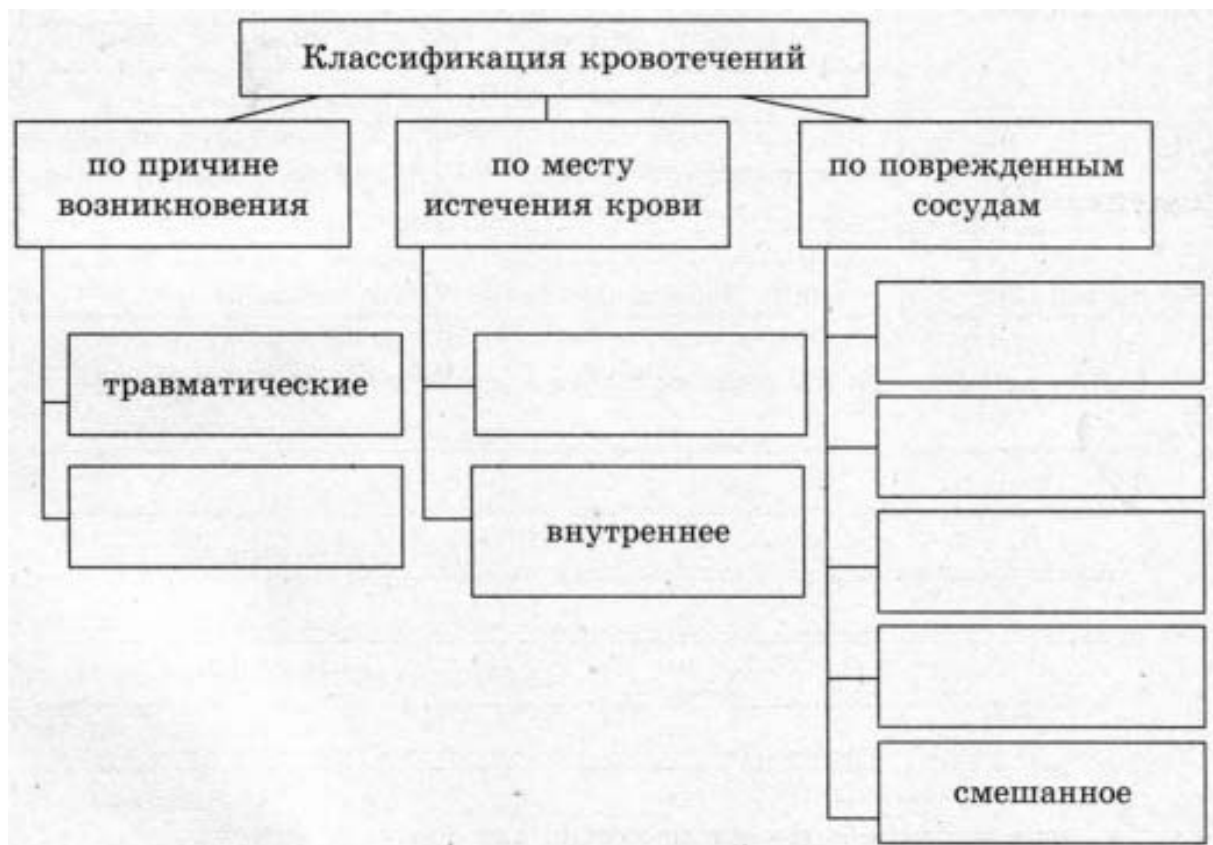 Классификация кровотечений
по причине
возникновения
по месту
истечения крови
по поврежденным
сосудам
травматические
внутреннее
смешанное